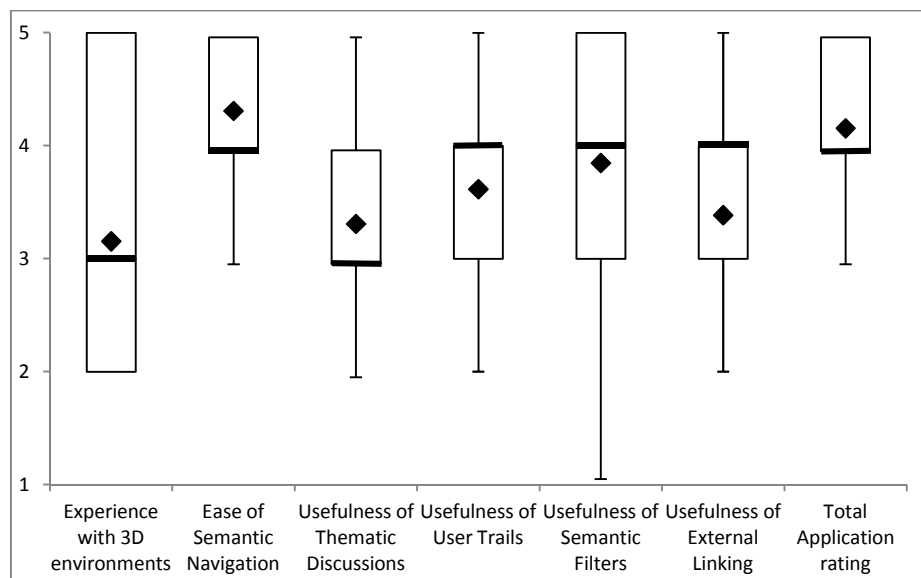 5
4
3
2
1
Experience with 3D environments
Ease of Semantic Navigation
Usefulness of Thematic Discussions
Usefulness of User Trails
Usefulness of Semantic Filters
Usefulness of External Linking
Total Application rating